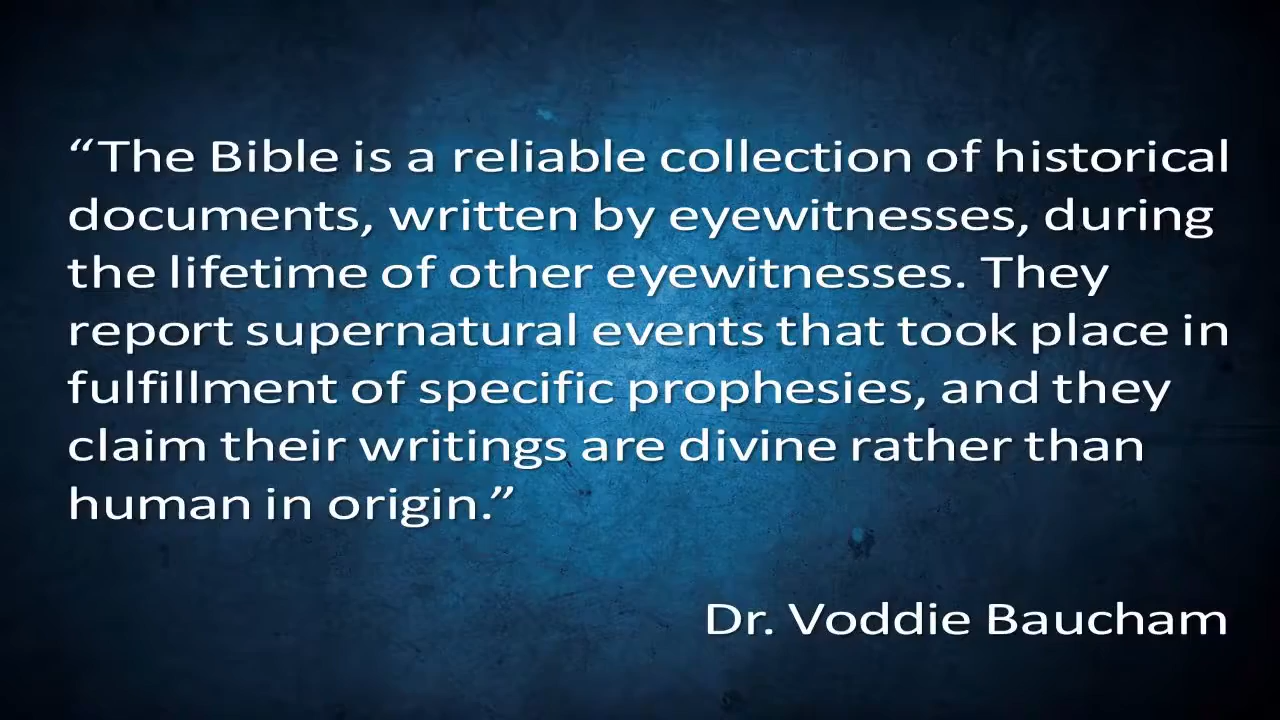 “The Bible is a reliable collection of historical
documents, written by eyewitnesses, during
the lifetime of other eyewitnesses. They
report supernatural events that took place in
fulfillment of specific prophesies, and they
claim their writings are divine rather than
human in origin.”
Dr. Voddie Baucham